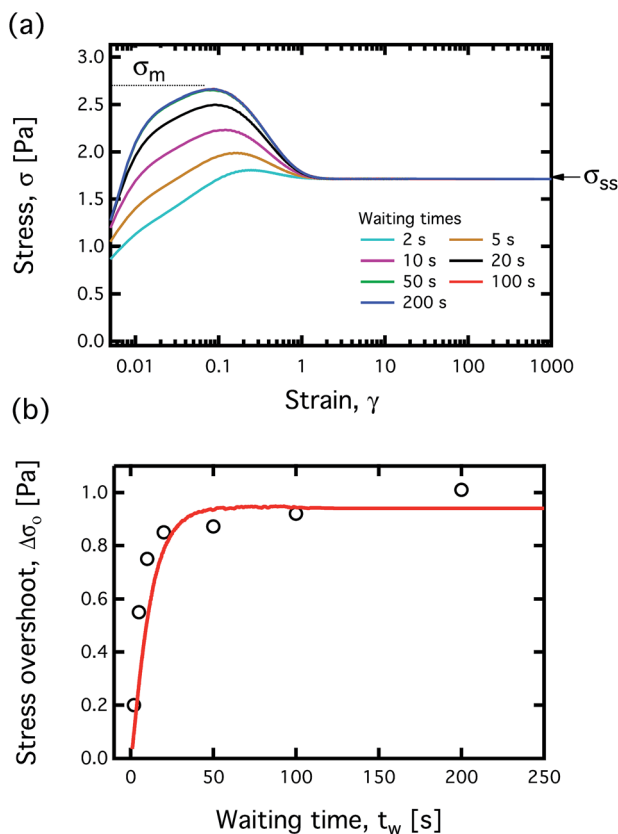 (a)
3.0
2.5
2.0
1.5
1.0
0.5
0.0
Stress, σ [Pa]
σm
σss
Waiting times
2 s 5 s
10 s 20 s
50 s 100 s
200 s
0.01 0.1 1 10 100 1000
Strain, γ
(b)
1.0
0.8
0.6
0.4
0.2
0.0
Stress overshoot, Δσo [Pa]
0 50 100 150 200 250
Waiting time, tw [s]